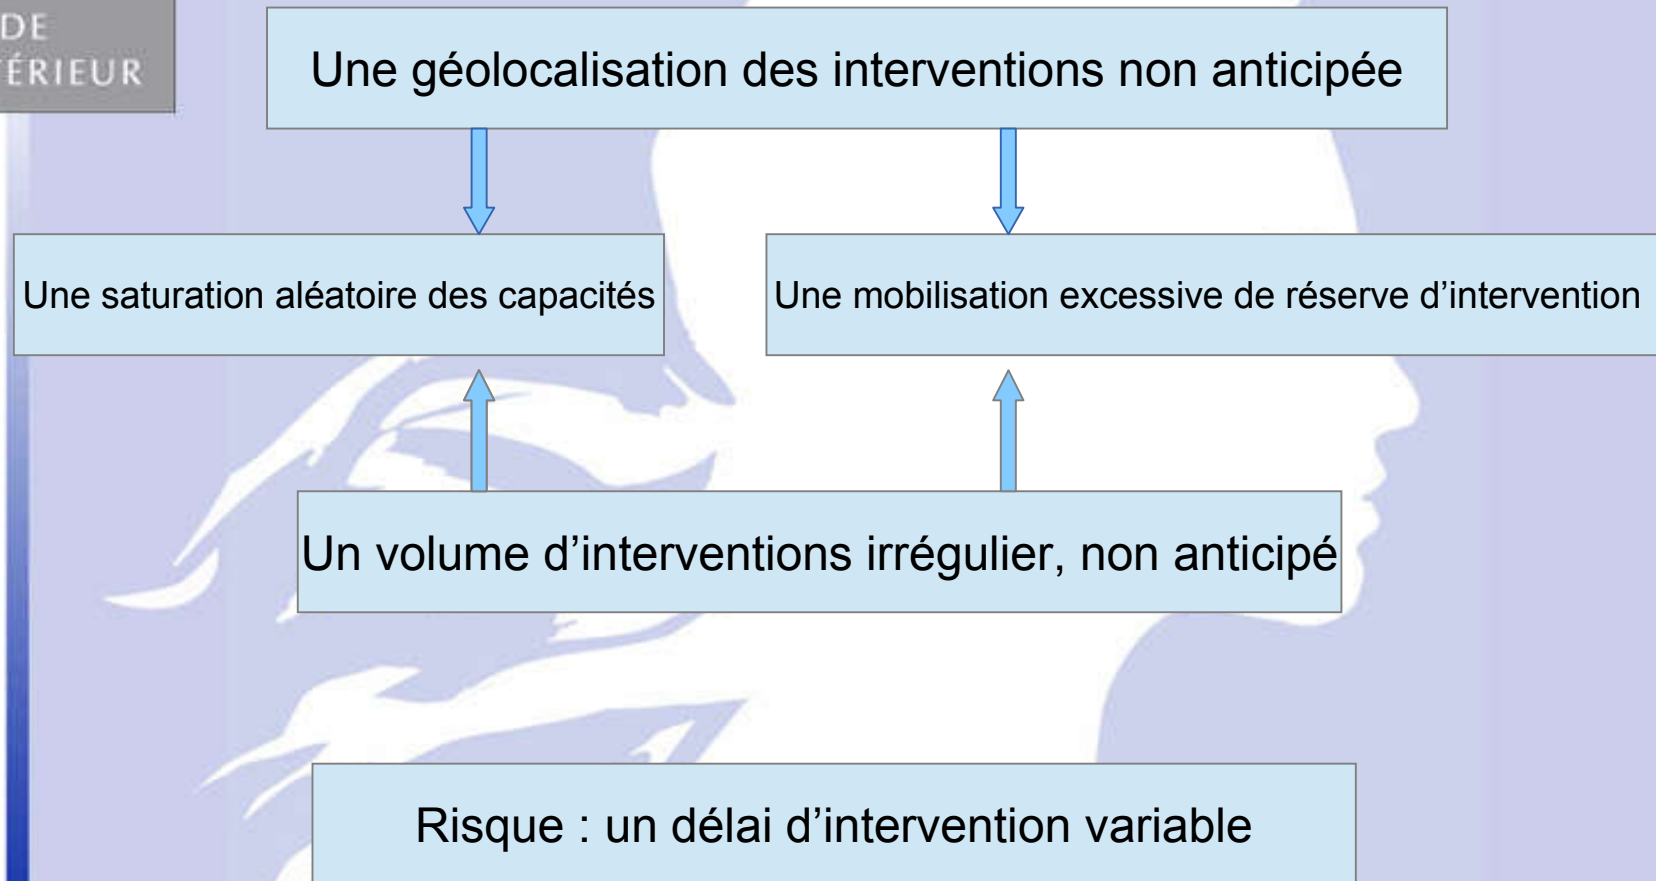 DE
TÉRIEUR
Une géolocalisation des interventions non anticipée
Une saturation aléatoire des capacités
Une mobilisation excessive de réserve d’intervention
Un volume d’interventions irrégulier, non anticipé
Risque : un délai d’intervention variable